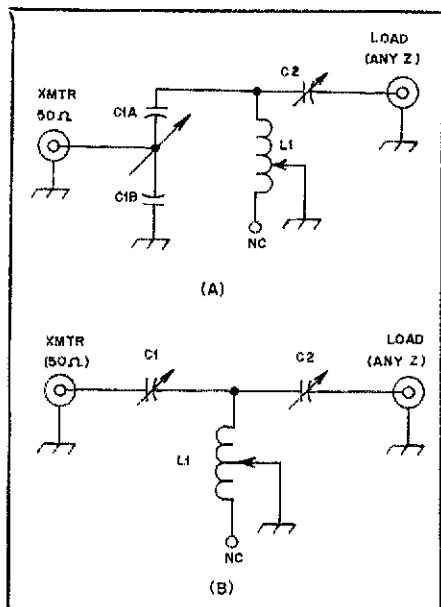 LOAD
(ANY Z)
C2
XMTR
50Ω
C1A
L1
C1B
NC
(A)
XMTR
(50Ω)
C1
C2
LOAD
(ANY Z)
L1
NC
(B)